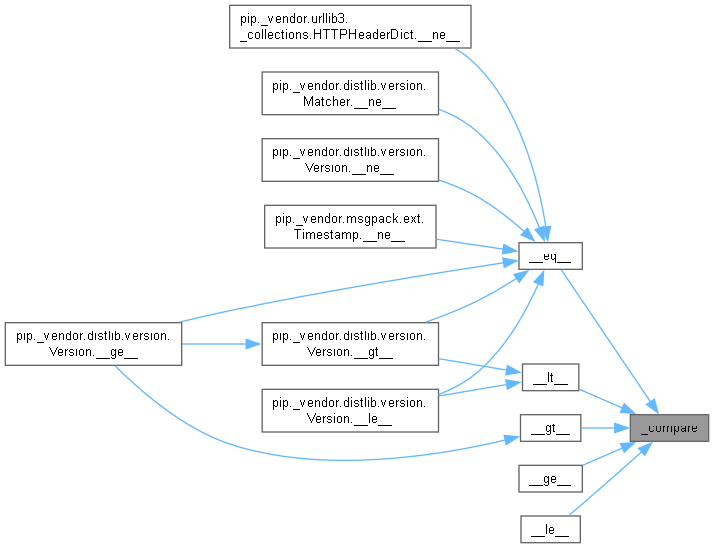 pip._vendor.urllib3.
_collections.HTTPHeaderDict.__ne__
pip._vendor.distlib.version.
Matcher.__ne__
pip._vendor.distlib.version.
Version.__ne__
pip._vendor.msgpack.ext.
Timestamp.__ne__
__eq__
pip._vendor.distlib.version.
Version.__ge__
pip._vendor.distlib.version.
Version.__gt__
__lt__
pip._vendor.distlib.version.
Version.__le__
__gt__
_compare
__ge__
__le__